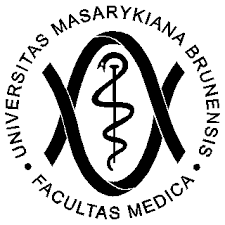 UNIVERSITAS MASARYKIANA BRUNENSIS
• FACULTAS MEDICA •